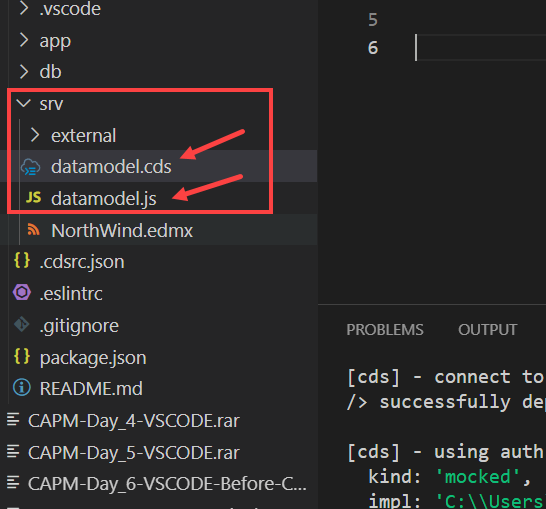 .vscode
app
db
srv
external
datamodel.cds
JS datamodel.js
NorthWind.edmx
{} .cdsrc.json
.eslintrc
.gitignore
{} package.json
README.md
CAPM-Day_4-VSCODE.rar
CAPM-Day_5-VSCODE.rar
CAPM-Day_6-VSCODE-Before-C...
5
6
PROBLEMS OUTPUT
[cds] - connect to
/> successfully dep
[cds] - using auth
kind: 'mocked',
impl: 'C:\\Users